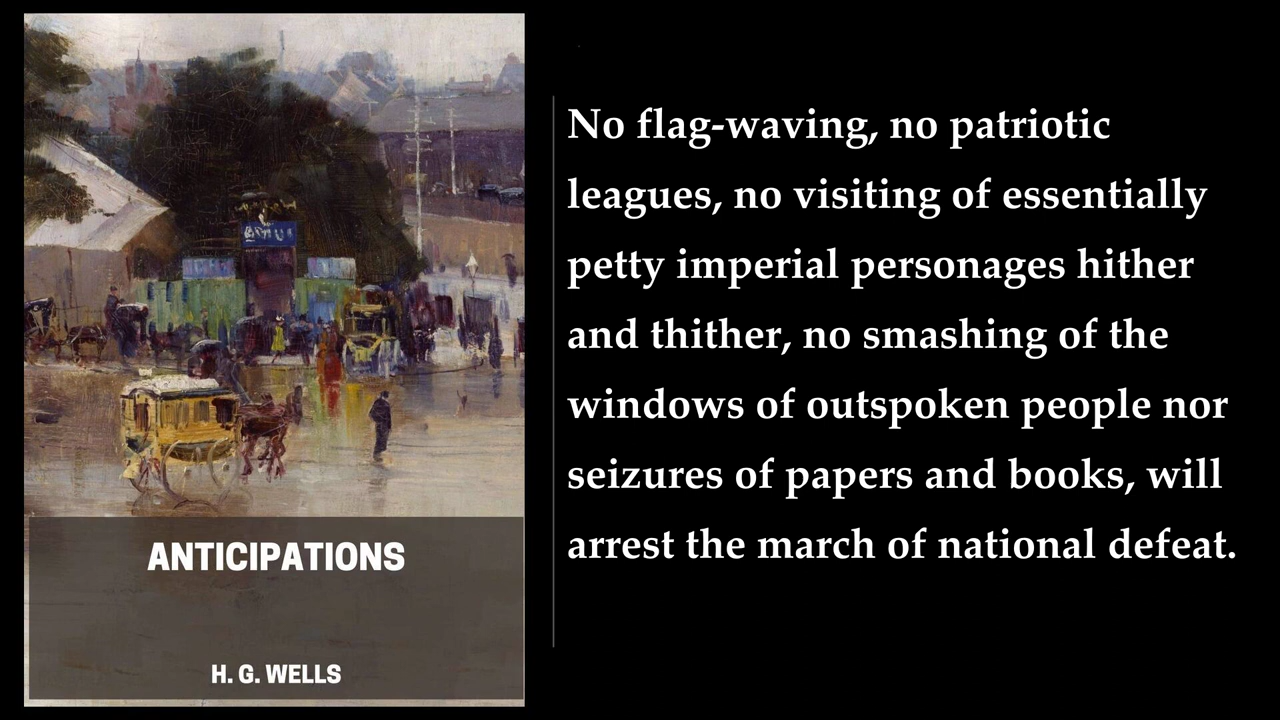 ANTICIPATIONS
H. G. WELLS
No flag-waving, no patriotic
leagues, no visiting of essentially
petty imperial personages hither
and thither, no smashing of the
windows of outspoken people nor
seizures of papers and books, will
arrest the march of national defeat.